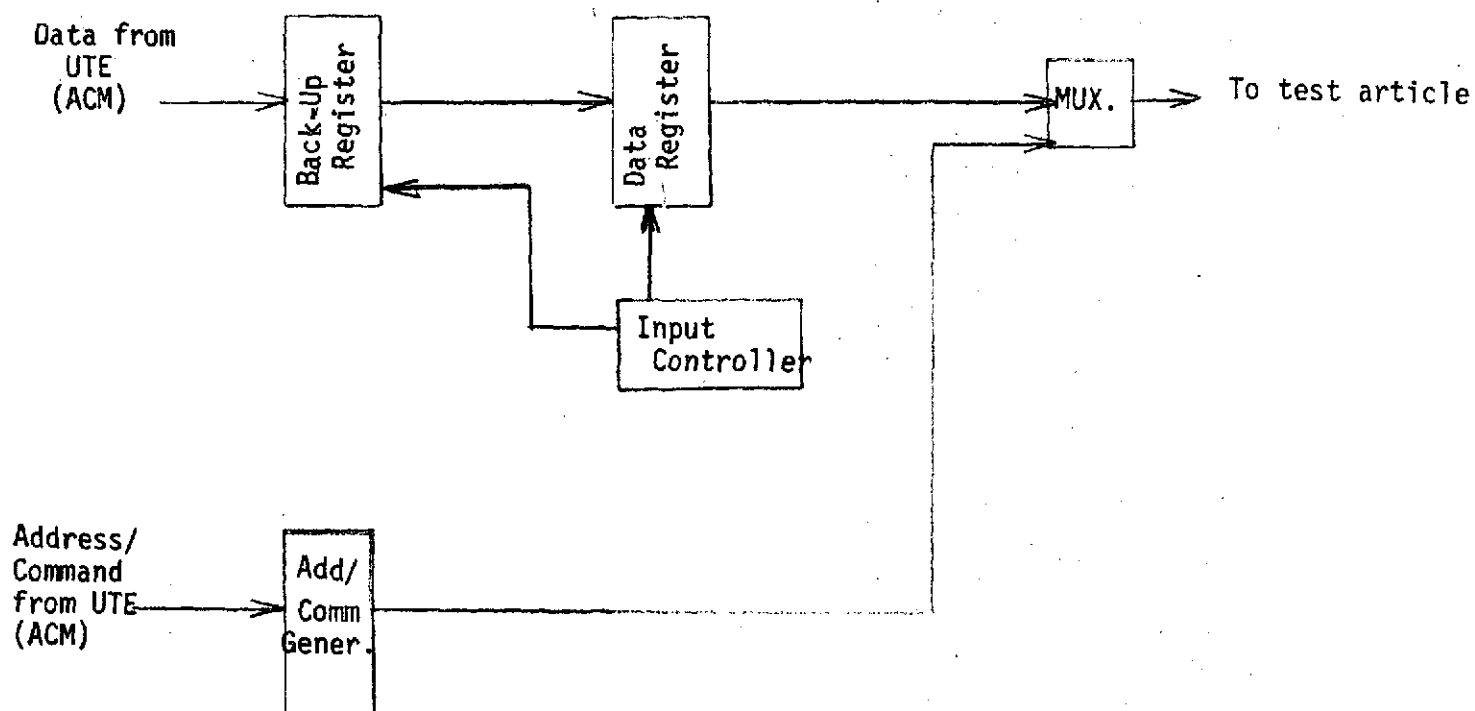 Data from
UTE
(ACM)
Back-Up
Register
Data
Register
MUX.
To test article
Input
Controller
Address/
Command
from UTE
(ACM)
Add/
Comm
Gener.